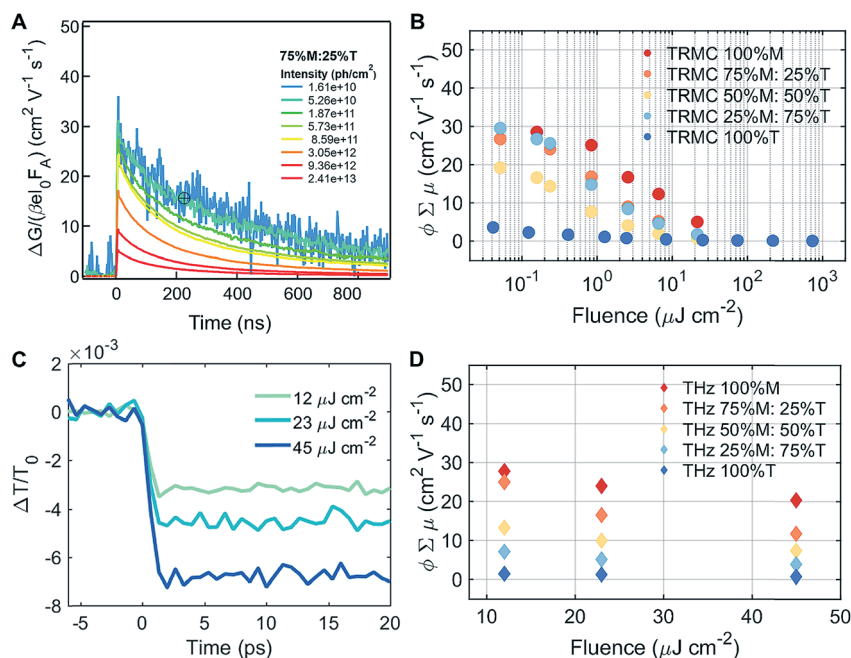 A
50
40
30
20
10
0
ΔG/(βeI₀F_A) (cm² V⁻¹ s⁻¹)
75%M:25%T
Intensity (ph/cm²)
1.61e+10
5.26e+10
1.87e+11
5.73e+11
8.59e+11
3.05e+12
9.36e+12
2.41e+13
0 200 400 600 800
Time (ns)
B
50
40
30
20
10
0
ϕ Σ μ (cm² V⁻¹ s⁻¹)
TRMC 100%M
TRMC 75%M: 25%T
TRMC 50%M: 50%T
TRMC 25%M: 75%T
TRMC 100%T
10⁻¹ 10⁰ 10¹ 10² 10³
Fluence (μJ cm⁻²)
C
×10⁻³
2
0
-2
-4
-6
-8
ΔT/T₀
12 μJ cm⁻²
23 μJ cm⁻²
45 μJ cm⁻²
-5 0 5 10 15 20
Time (ps)
D
50
40
30
20
10
0
ϕ Σ μ (cm² V⁻¹ s⁻¹)
THz 100%M
THz 75%M: 25%T
THz 50%M: 50%T
THz 25%M: 75%T
THz 100%T
10 20 30 40 50
Fluence (μJ cm⁻²)